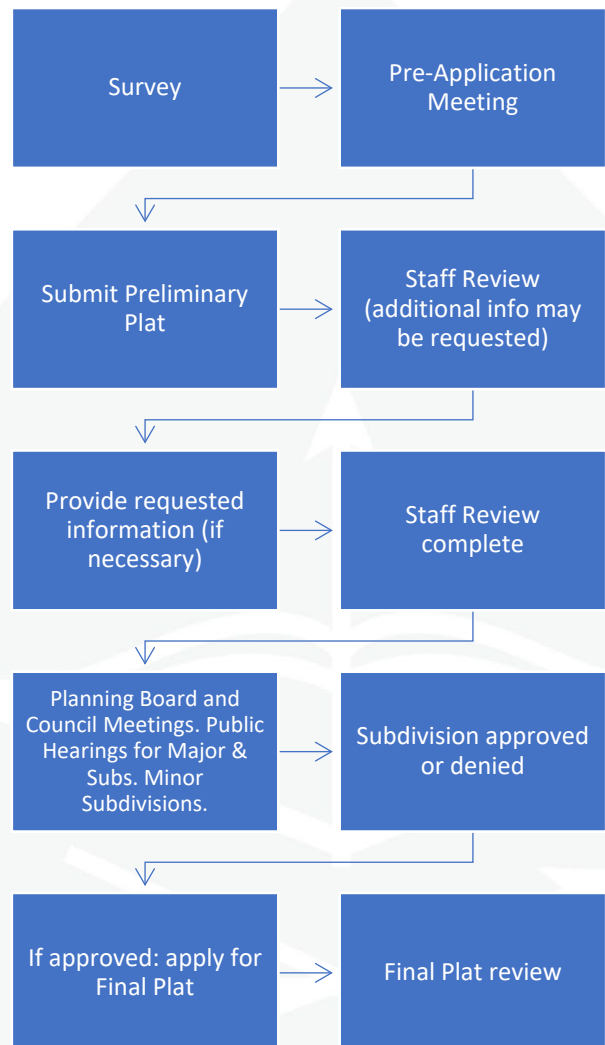 Survey
Pre-Application
Meeting
Submit Preliminary
Plat
Staff Review
(additional info may
be requested)
Provide requested
information (if
necessary)
Staff Review
complete
Planning Board and
Council Meetings. Public
Hearings for Major &
Subs. Minor
Subdivisions.
Subdivision approved
or denied
If approved: apply for
Final Plat
Final Plat review